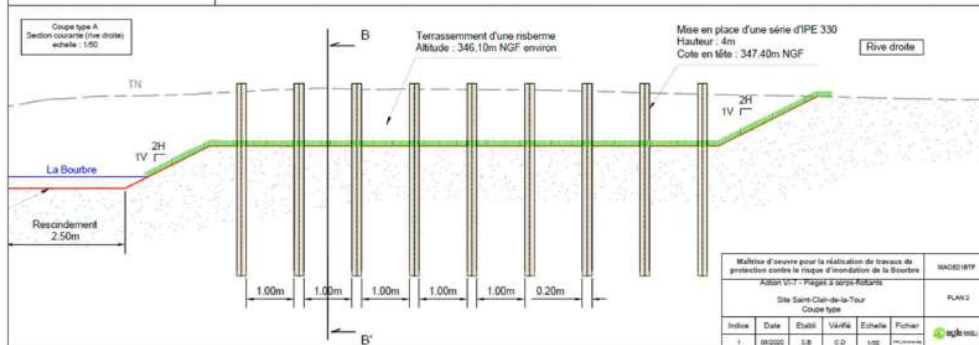 Coupe type A
Section courante (rive droite)
echelle : 1/50
B
Terrassemment d'une risberme
Altitude : 346,10m NGF environ
Mise en place d'une série d'IPE 330
Hauteur : 4m
Cote en tête : 347.40m NGF
Rive droite
TN
2H
1V
2H
1V
La Bourbre
Rescindement
2.50m
1.00m
1.00m
1.00m
1.00m
1.00m
0.20m
B'
Maîtrise d'oeuvre pour la réalisation de travaux de
protection contre le risque d'inondation de la Bourbre
Action VI-7 - Pièges à corps-flottants
PLAN 2
Site Saint-Clair-de-la-Tour
Coupe type
Indice Date Etabli Vérifié Echelle Fichier
1 08/2020 S.B C.D 1/50